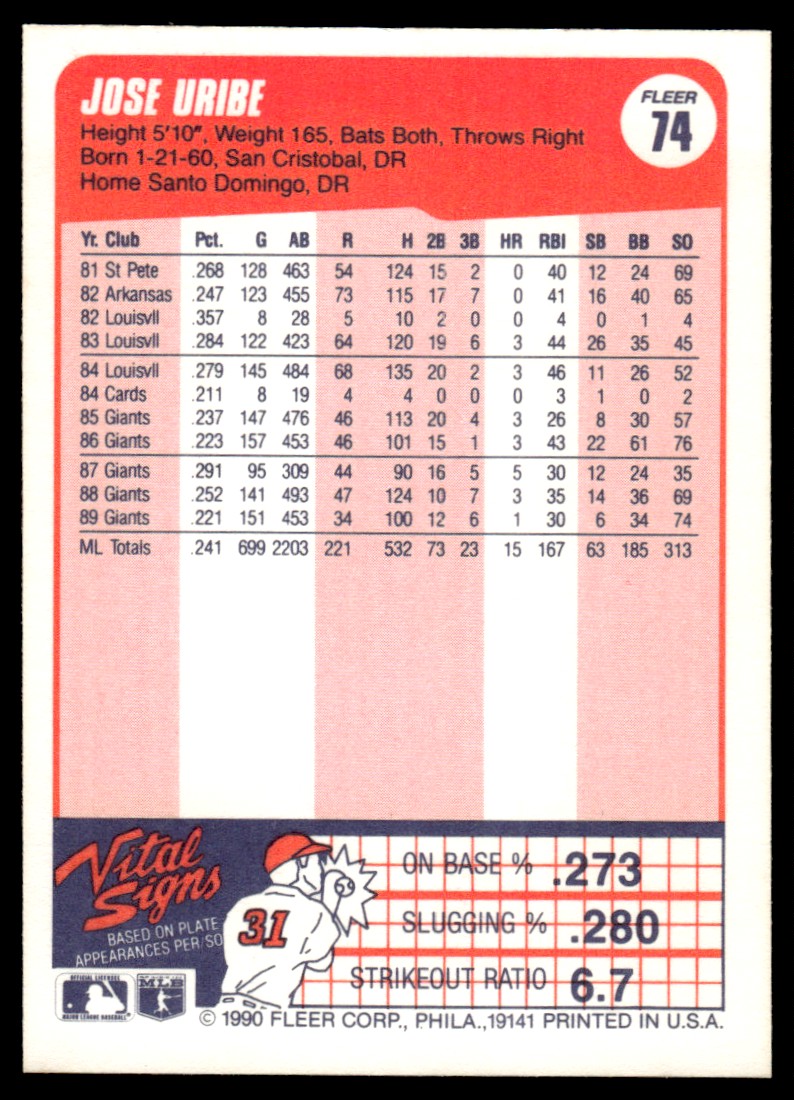 JOSE URIBE
FLEER
74
Height 5'10", Weight 165, Bats Both, Throws Right
Born 1-21-60, San Cristobal, DR
Home Santo Domingo, DR
Yr. Club Pct. G AB R H 2B 3B HR RBI SB BB SO
81 St Pete .268 128 463 54 124 15 2 0 40 12 24 69
82 Arkansas .247 123 455 73 115 17 7 0 41 16 40 65
82 Louisvll .357 8 28 5 10 2 0 0 4 0 1 4
83 Louisvll .284 122 423 64 120 19 6 3 44 26 35 45
84 Louisvll .279 145 484 68 135 20 2 3 46 11 26 52
84 Cards .211 8 19 4 4 0 0 0 3 1 0 2
85 Giants .237 147 476 46 113 20 4 3 26 8 30 57
86 Giants .223 157 453 46 101 15 1 3 43 22 61 76
87 Giants .291 95 309 44 90 16 5 5 30 12 24 35
88 Giants .252 141 493 47 124 10 7 3 35 14 36 69
89 Giants .221 151 453 34 100 12 6 1 30 6 34 74
ML Totals .241 699 2203 221 532 73 23 15 167 63 185 313
Vital
Signs
BASED ON PLATE
APPEARANCES PER/SO
31
ON BASE % .273
SLUGGING % .280
STRIKEOUT RATIO 6.7
OFFICIAL LICENSEE
MAJOR LEAGUE BASEBALL
MLB
© 1990 FLEER CORP., PHILA., 19141 PRINTED IN U.S.A.